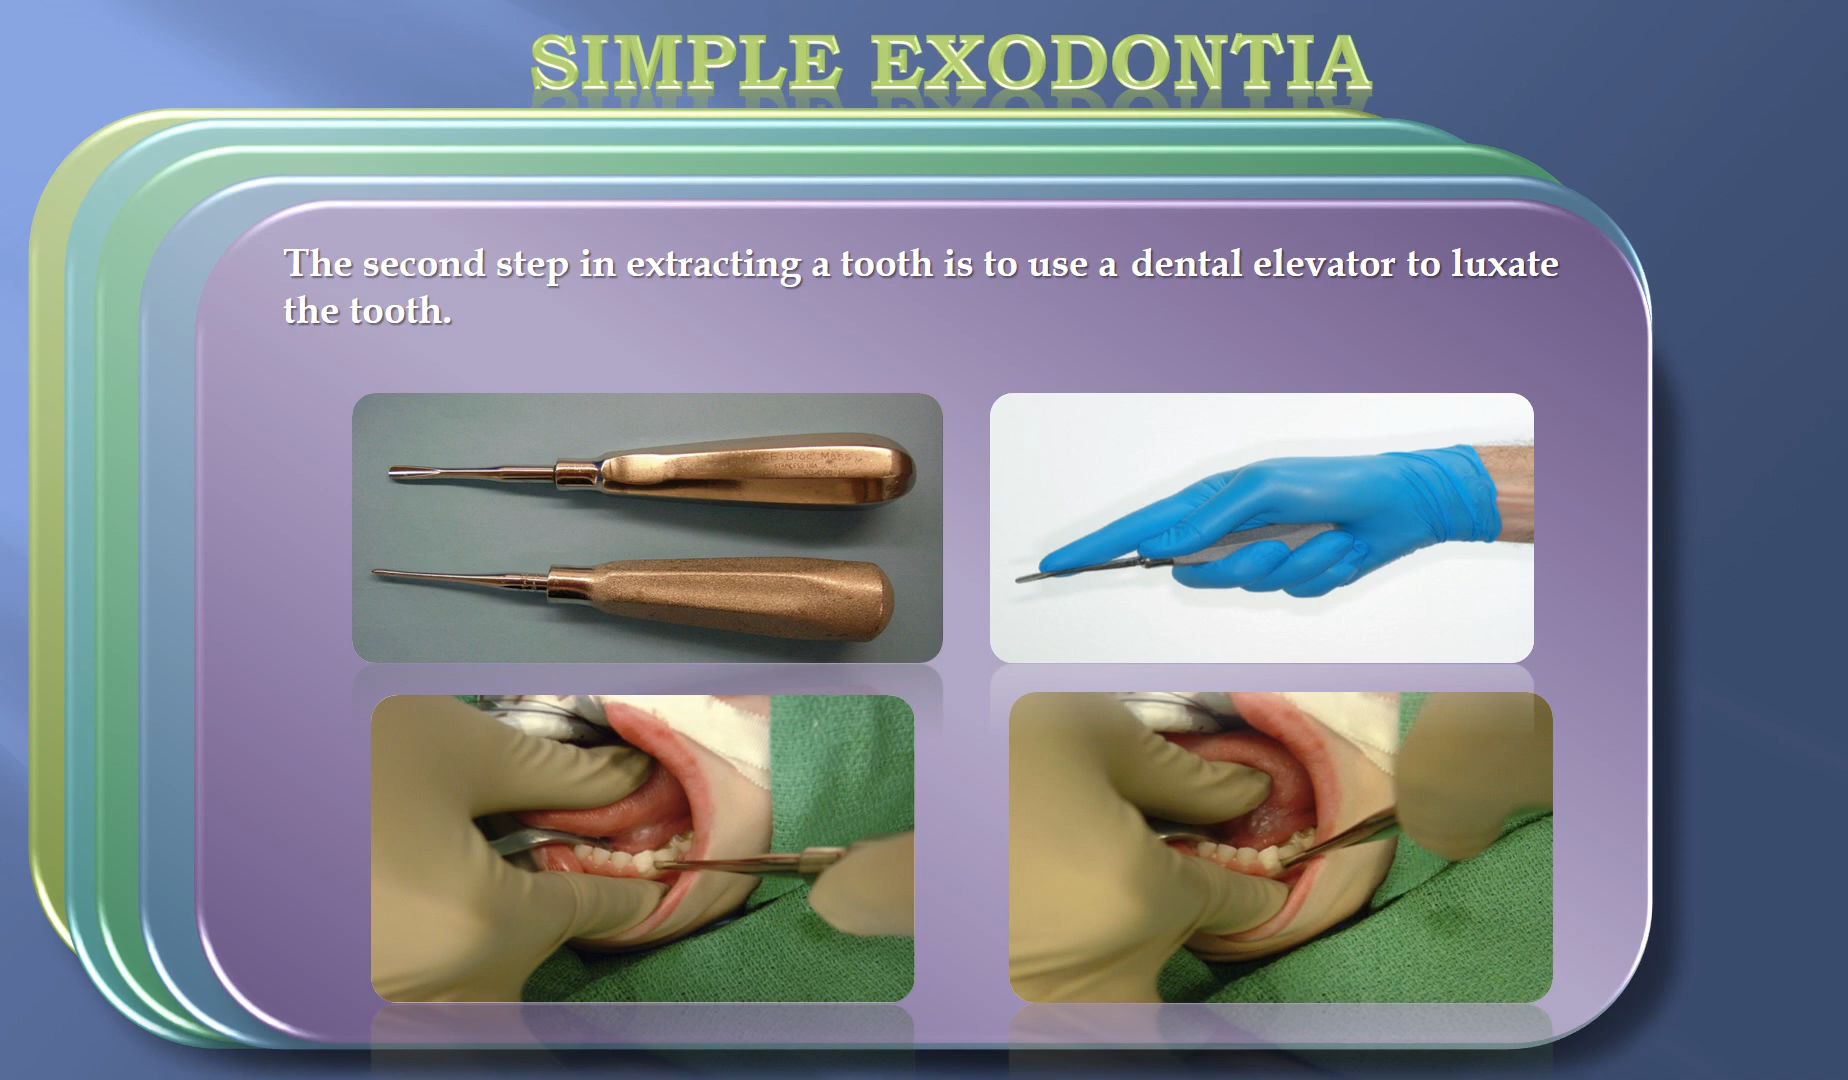 SIMPLE EXODONTIA
The second step in extracting a tooth is to use a dental elevator to luxate
the tooth.